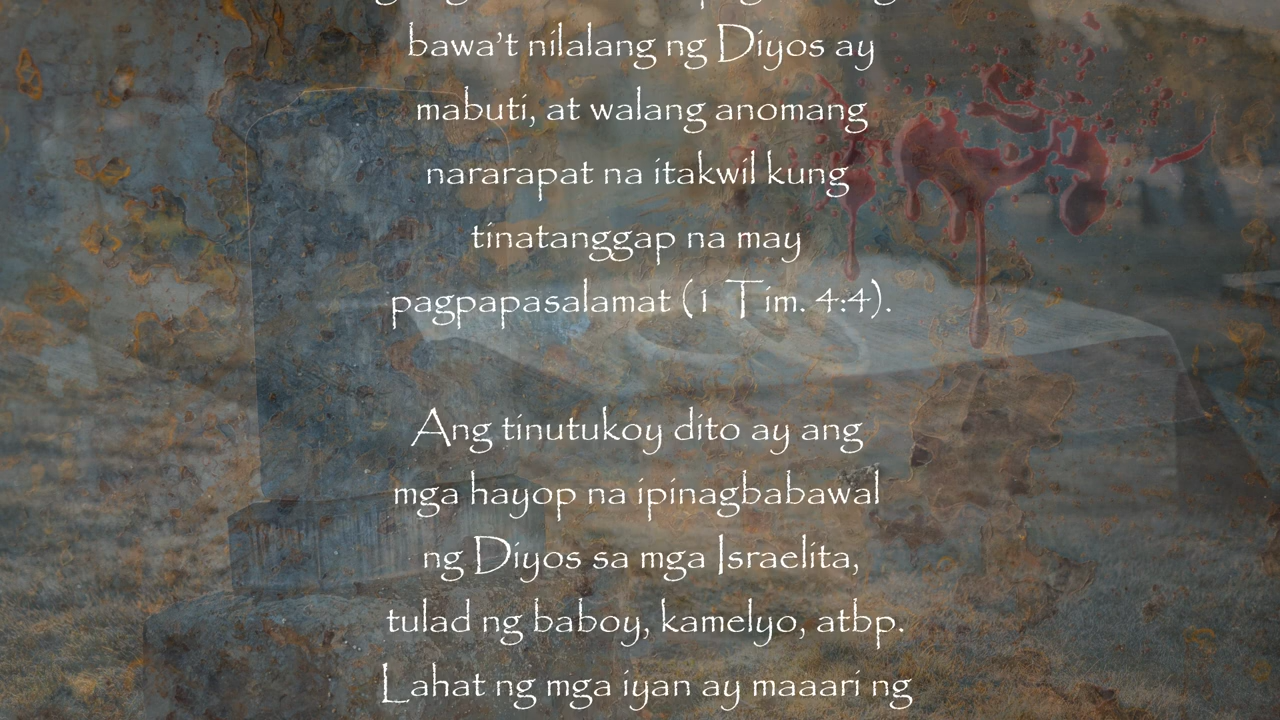 bawa’t nilalang ng Diyos ay
mabuti, at walang anomang
nararapat na itakwil kung
tinatanggap na may
pagpapasalamat (1 Tim. 4:4).
Ang tinutukoy dito ay ang
mga hayop na ipinagbabawal
ng Diyos sa mga Israelita,
tulad ng baboy, kamelyo, atbp.
Lahat ng mga iyan ay maaari ng